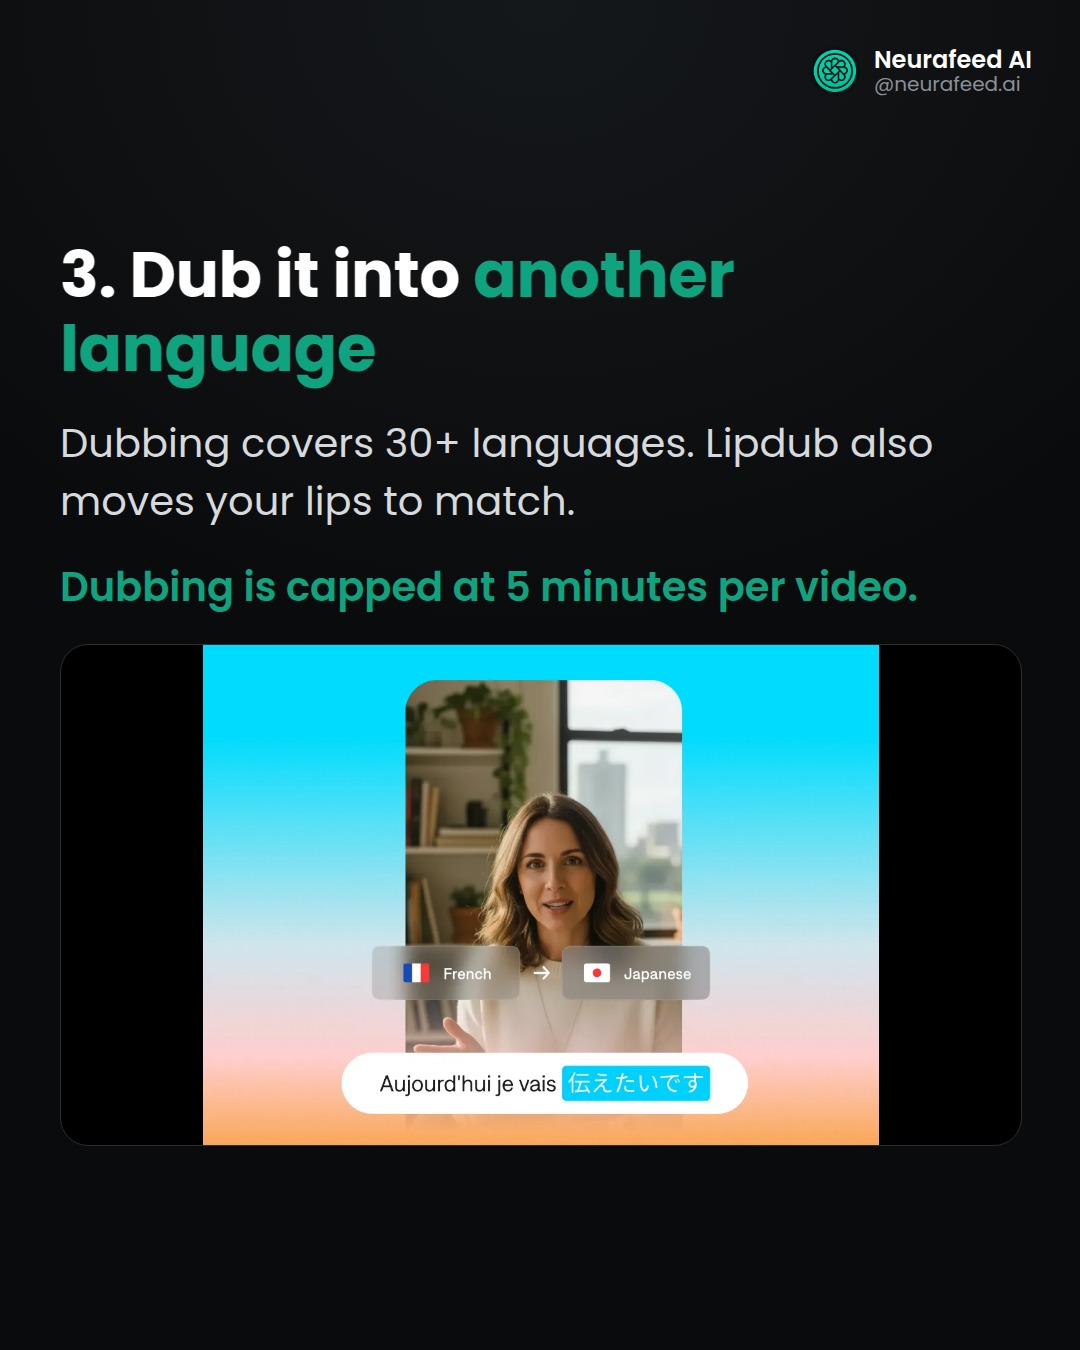 Neurafeed AI
@neurafeed.ai
3. Dub it into another
language
Dubbing covers 30+ languages. Lipdub also
moves your lips to match.
Dubbing is capped at 5 minutes per video.
French → Japanese
Aujourd'hui je vais 伝えたいです